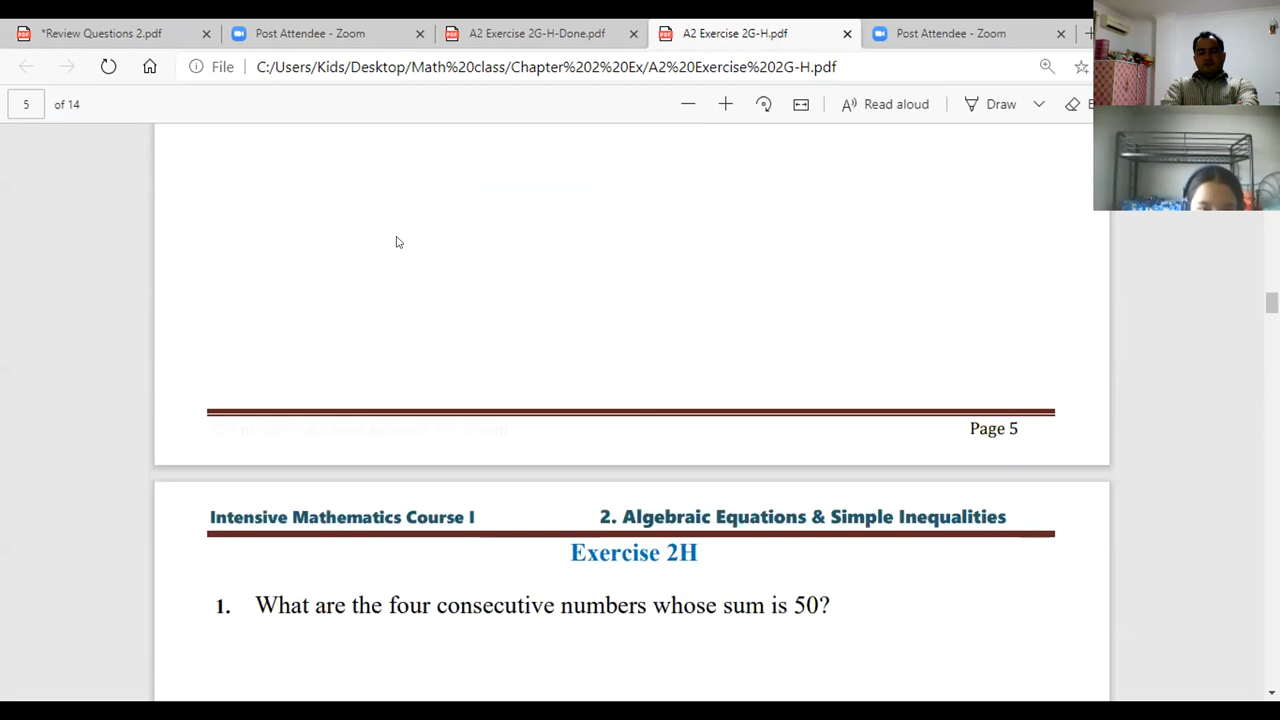 *Review Questions 2.pdf
Post Attendee - Zoom
A2 Exercise 2G-H-Done.pdf
A2 Exercise 2G-H.pdf
Post Attendee - Zoom
File
C:/Users/Kids/Desktop/Math%20class/Chapter%202%20Ex/A2%20Exercise%202G-H.pdf
5 of 14
Read aloud
Draw
Page 5
Intensive Mathematics Course I
2. Algebraic Equations & Simple Inequalities
Exercise 2H
1. What are the four consecutive numbers whose sum is 50?